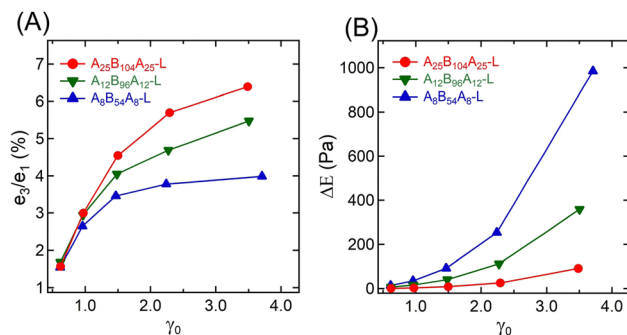 (A)
7
6
5
4
3
2
1
e₃/e₁ (%)
A₂₅B₁₀₄A₂₅-L
A₁₂B₉₆A₁₂-L
A₈B₅₄A₈-L
1.0 2.0 3.0 4.0
γ₀
(B)
1000
800
600
400
200
0
ΔE (Pa)
A₂₅B₁₀₄A₂₅-L
A₁₂B₉₆A₁₂-L
A₈B₅₄A₈-L
1.0 2.0 3.0 4.0
γ₀